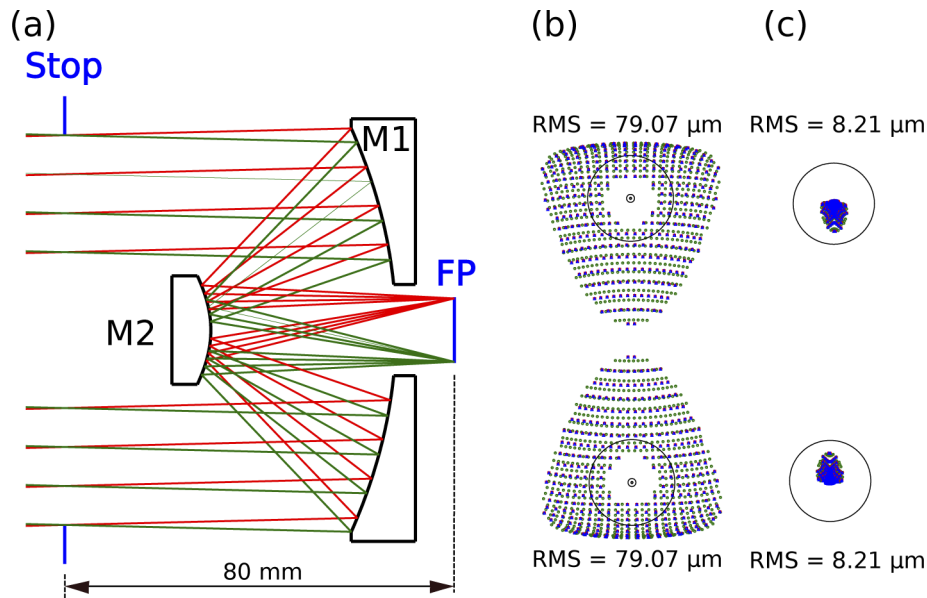 (a)
(b)
(c)
Stop
M1
RMS = 79.07 µm
RMS = 8.21 µm
FP
M2
RMS = 79.07 µm
RMS = 8.21 µm
80 mm